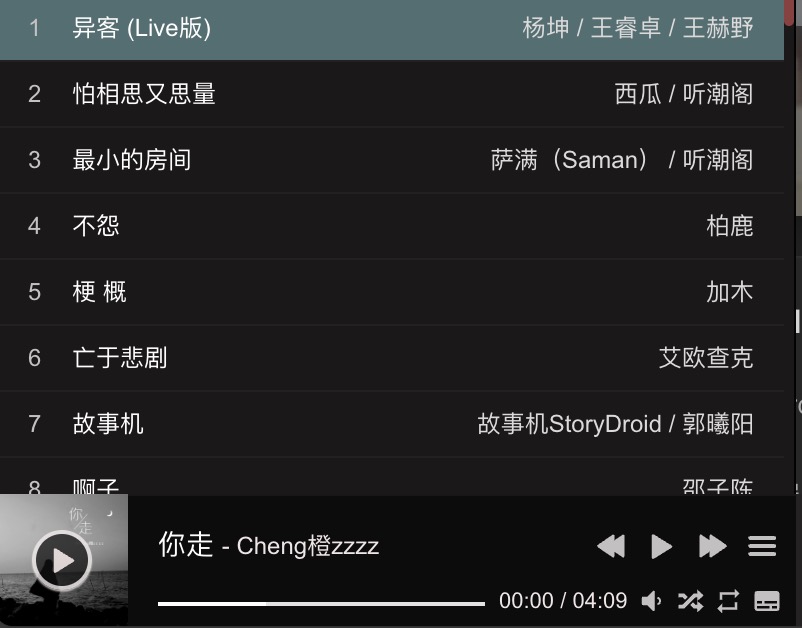 1 异客 (Live版) 杨坤 / 王睿卓 / 王赫野
2 怕相思又思量 西瓜 / 听潮阁
3 最小的房间 萨满（Saman） / 听潮阁
4 不怨 柏鹿
5 梗 概 加木
6 亡于悲剧 艾欧查克
7 故事机 故事机StoryDroid / 郭曦阳
8 啊子 邵子陈
你走
你走 - Cheng橙zzzz
00:00 / 04:09